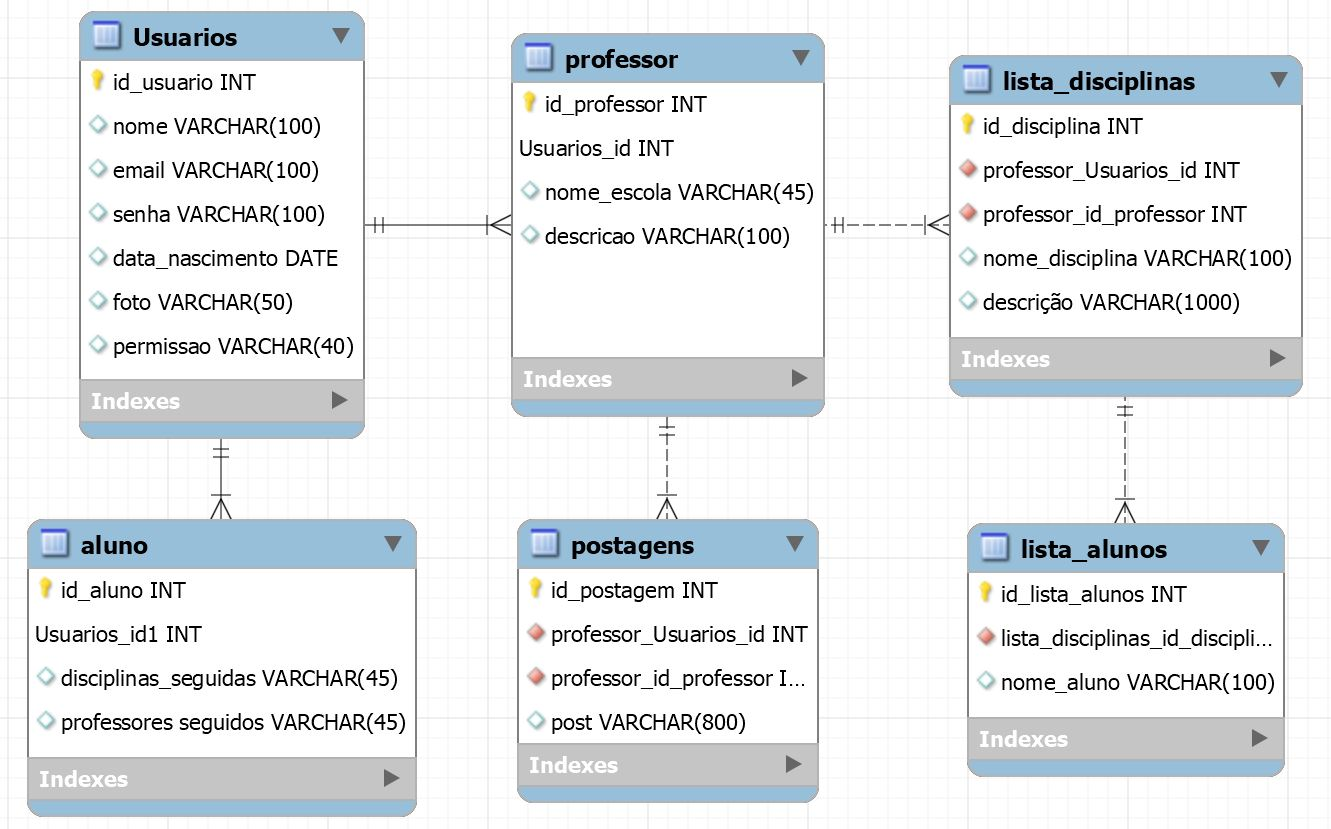 Usuarios
id_usuario INT
nome VARCHAR(100)
email VARCHAR(100)
senha VARCHAR(100)
data_nascimento DATE
foto VARCHAR(50)
permissao VARCHAR(40)
Indexes
professor
id_professor INT
Usuarios_id INT
nome_escola VARCHAR(45)
descricao VARCHAR(100)
Indexes
lista_disciplinas
id_disciplina INT
professor_Usuarios_id INT
professor_id_professor INT
nome_disciplina VARCHAR(100)
descrição VARCHAR(1000)
Indexes
aluno
id_aluno INT
Usuarios_id1 INT
disciplinas_seguidas VARCHAR(45)
professores seguidos VARCHAR(45)
Indexes
postagens
id_postagem INT
professor_Usuarios_id INT
professor_id_professor I...
post VARCHAR(800)
Indexes
lista_alunos
id_lista_alunos INT
lista_disciplinas_id_discipli...
nome_aluno VARCHAR(100)
Indexes